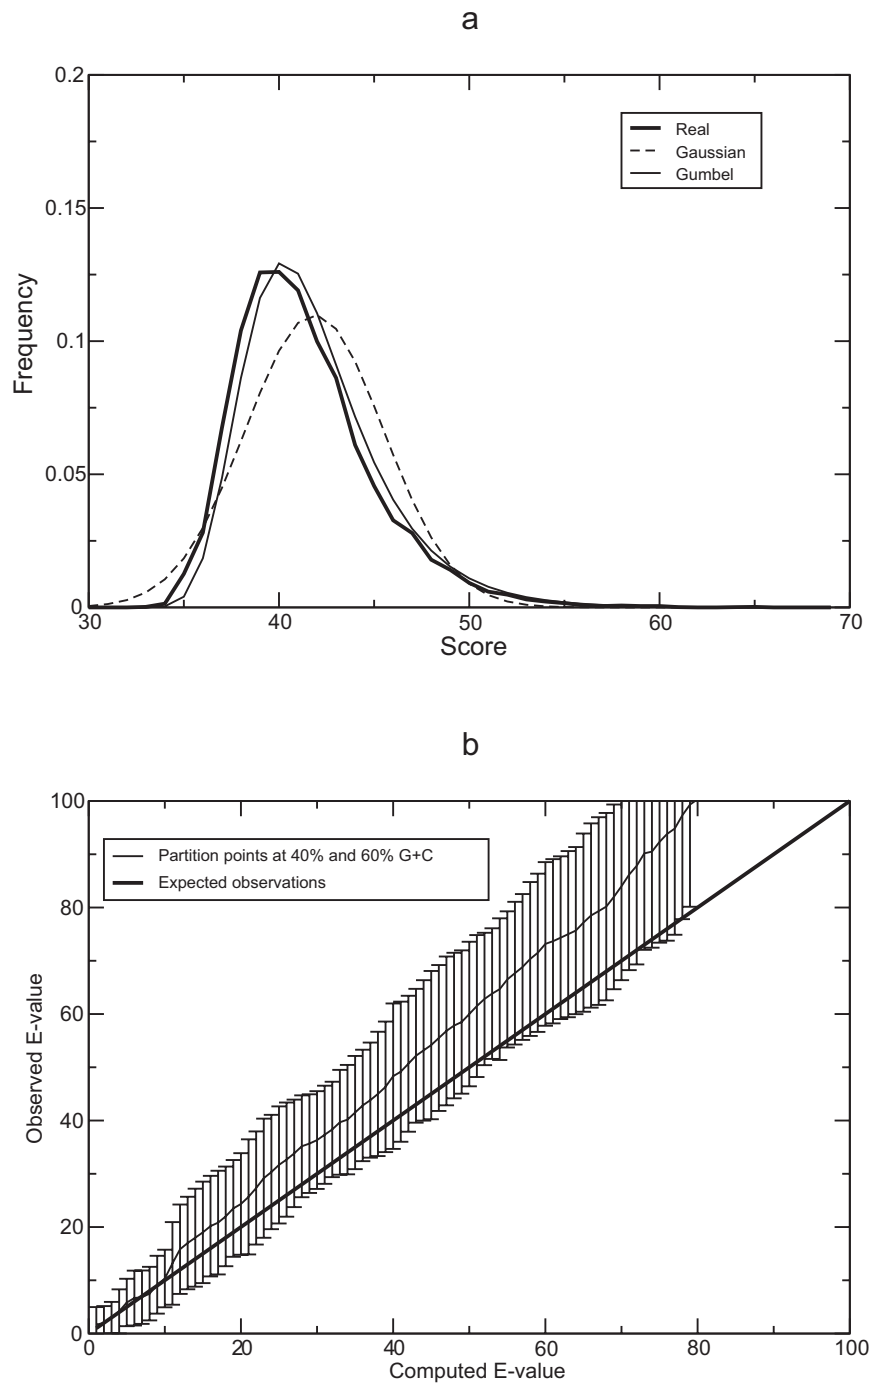 a
0.2
Real
Gaussian
Gumbel
0.15
Frequency
0.1
0.05
0
30 40 50 60 70
Score
b
100
Partition points at 40% and 60% G+C
Expected observations
80
Observed E-value
60
40
20
0
0 20 40 60 80 100
Computed E-value